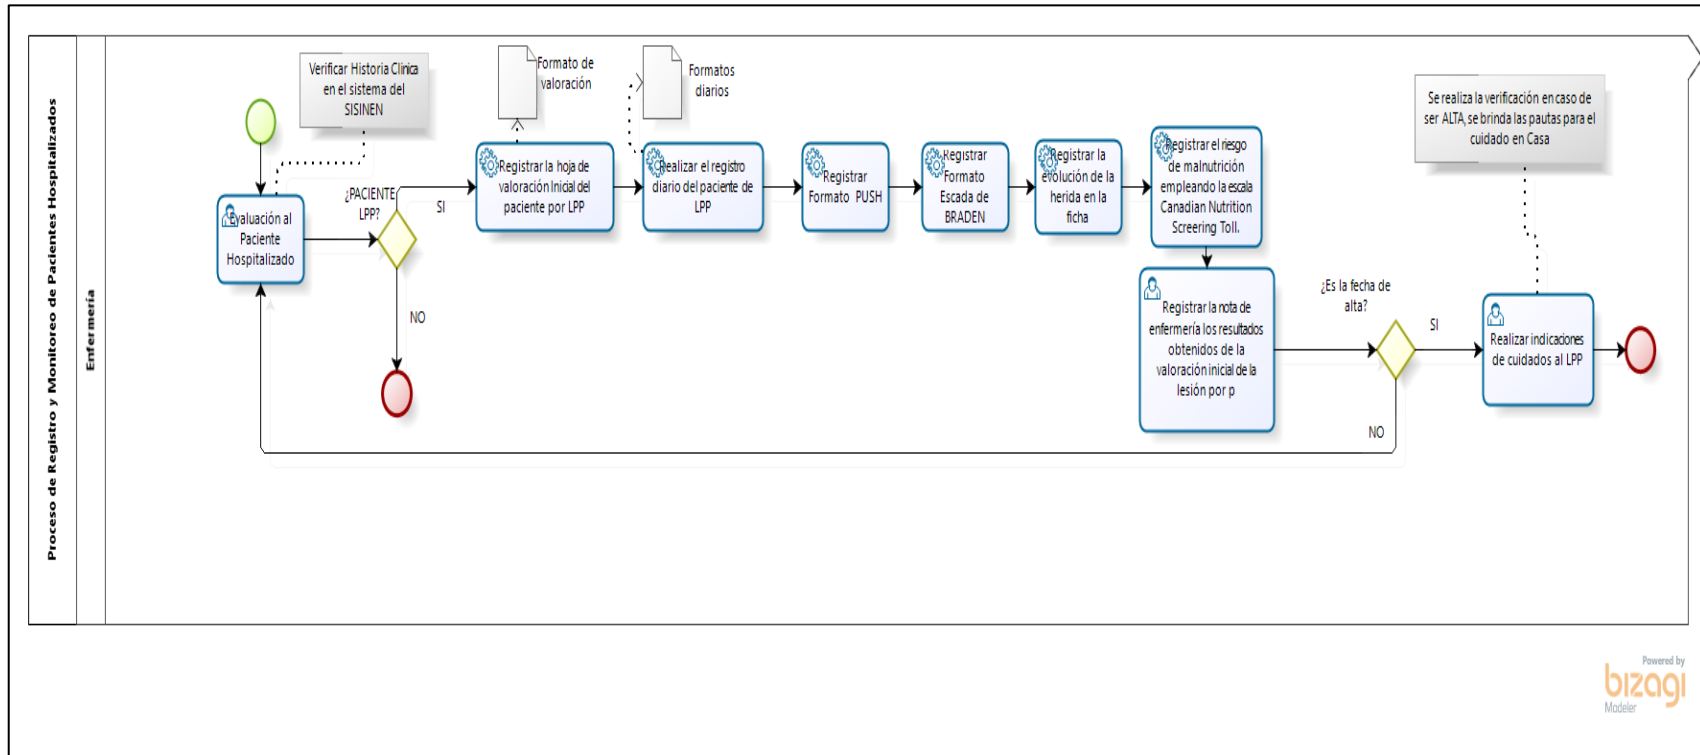 Proceso de Registro y Monitoreo de Pacientes Hospitalizados
Enfermería
Verificar Historia Clinica
en el sistema del
SISINEN
Evaluación al
Paciente
Hospitalizado
¿PACIENTE
LPP?
SI
NO
Formato de
valoración
Registrar la hoja de
valoración Inicial del
paciente por LPP
Formatos
diarios
Realizar el registro
diario del paciente de
LPP
Registrar
Formato PUSH
Registrar
Formato
Escada de
BRADEN
Registrar la
evolución de la
herida en la
ficha
Registrar el riesgo
de malnutrición
empleando la escala
Canadian Nutrition
Screering Toll.
Registrar la nota de
enfermería los resultados
obtenidos de la
valoración inicial de la
lesión por p
¿Es la fecha de
alta?
SI
NO
Se realiza la verificación en caso de
ser ALTA, se brinda las pautas para el
cuidado en Casa
Realizar indicaciones
de cuidados al LPP
Powered by
bizagi
Modeler